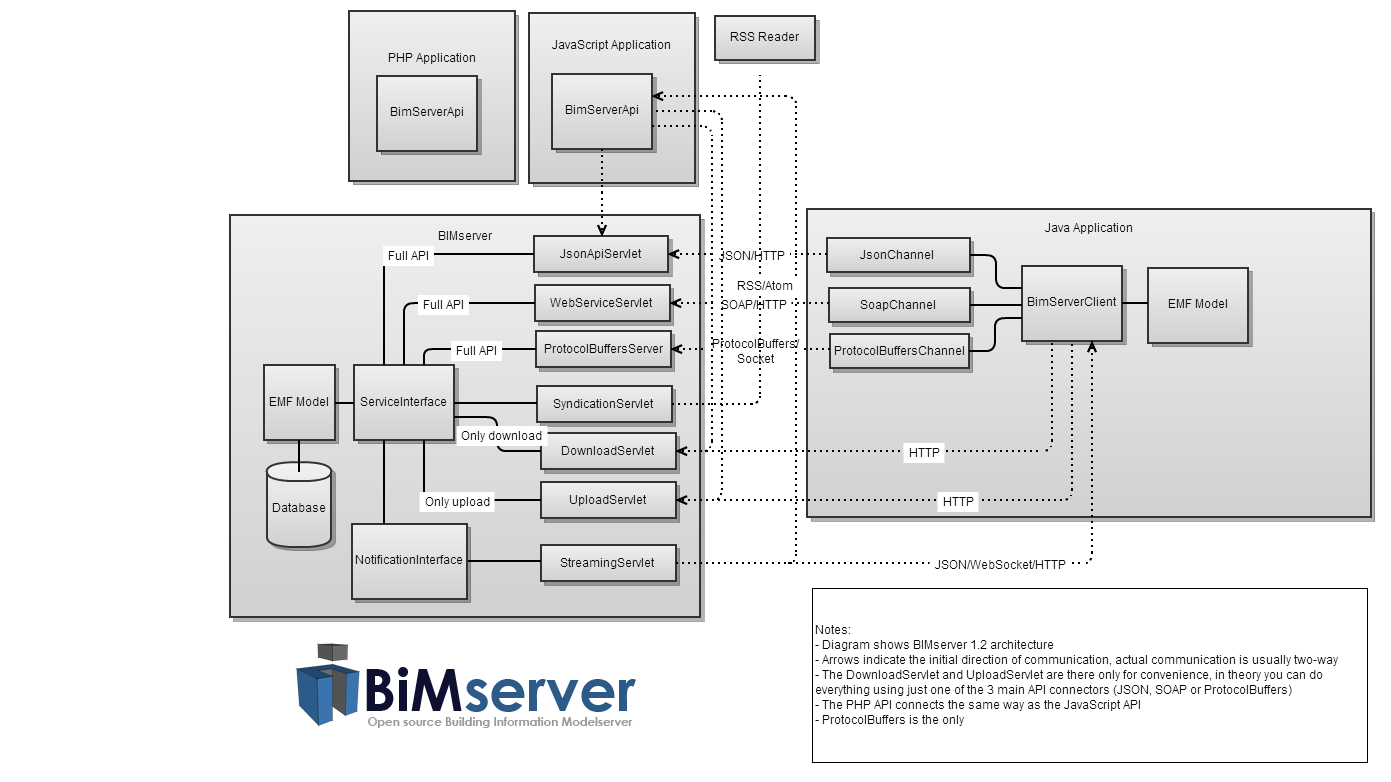 PHP Application
BimServerApi
JavaScript Application
BimServerApi
RSS Reader
BIMserver
Full API
JsonApiServlet
Full API
WebServiceServlet
Full API
ProtocolBuffersServer
EMF Model
ServiceInterface
SyndicationServlet
Only download
DownloadServlet
Only upload
UploadServlet
Database
NotificationInterface
StreamingServlet
JSON/HTTP
RSS/Atom
SOAP/HTTP
ProtocolBuffers/
Socket
Java Application
JsonChannel
SoapChannel
ProtocolBuffersChannel
BimServerClient
EMF Model
HTTP
HTTP
JSON/WebSocket/HTTP
Notes:
- Diagram shows BIMserver 1.2 architecture
- Arrows indicate the initial direction of communication, actual communication is usually two-way
- The DownloadServlet and UploadServlet are there only for convenience, in theory you can do
everything using just one of the 3 main API connectors (JSON, SOAP or ProtocolBuffers)
- The PHP API connects the same way as the JavaScript API
- ProtocolBuffers is the only
BiMserver
Open source Building Information Modelserver